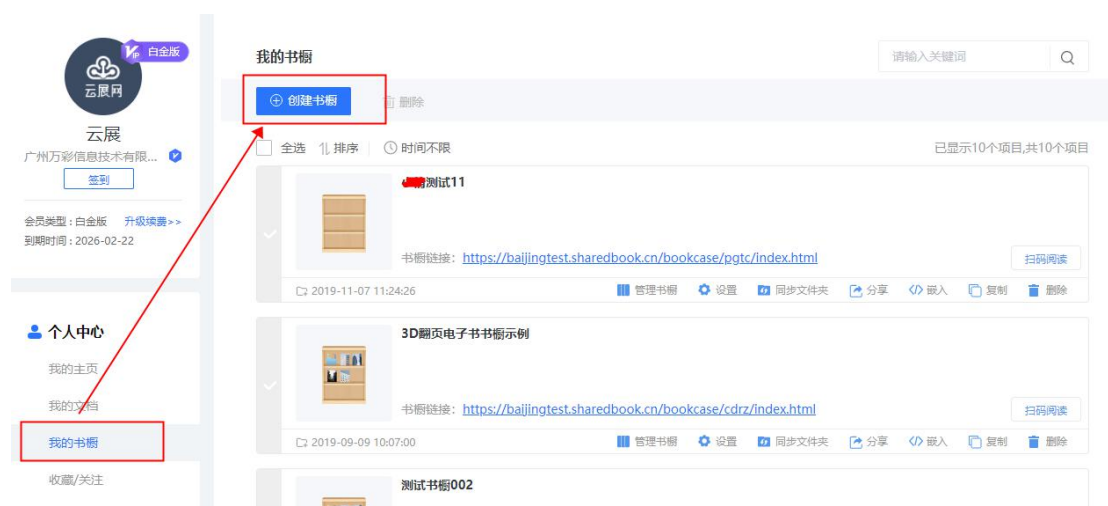 VIP 白金版
云展网
云展
广州万彩信息技术有限...
签到
会员类型：白金版 升级续费>>
到期时间：2026-02-22
个人中心
我的主页
我的文档
我的书橱
收藏/关注
我的书橱
请输入关键词
创建书橱
删除
全选 排序 时间不限
已显示10个项目,共10个项目
测试11
书橱链接：https://baijingtest.sharedbook.cn/bookcase/pgtc/index.html
扫码阅读
2019-11-07 11:24:26 管理书橱 设置 同步文件夹 分享 嵌入 复制 删除
3D翻页电子书书橱示例
书橱链接：https://baijingtest.sharedbook.cn/bookcase/cdrz/index.html
扫码阅读
2019-09-09 10:07:00 管理书橱 设置 同步文件夹 分享 嵌入 复制 删除
测试书橱002